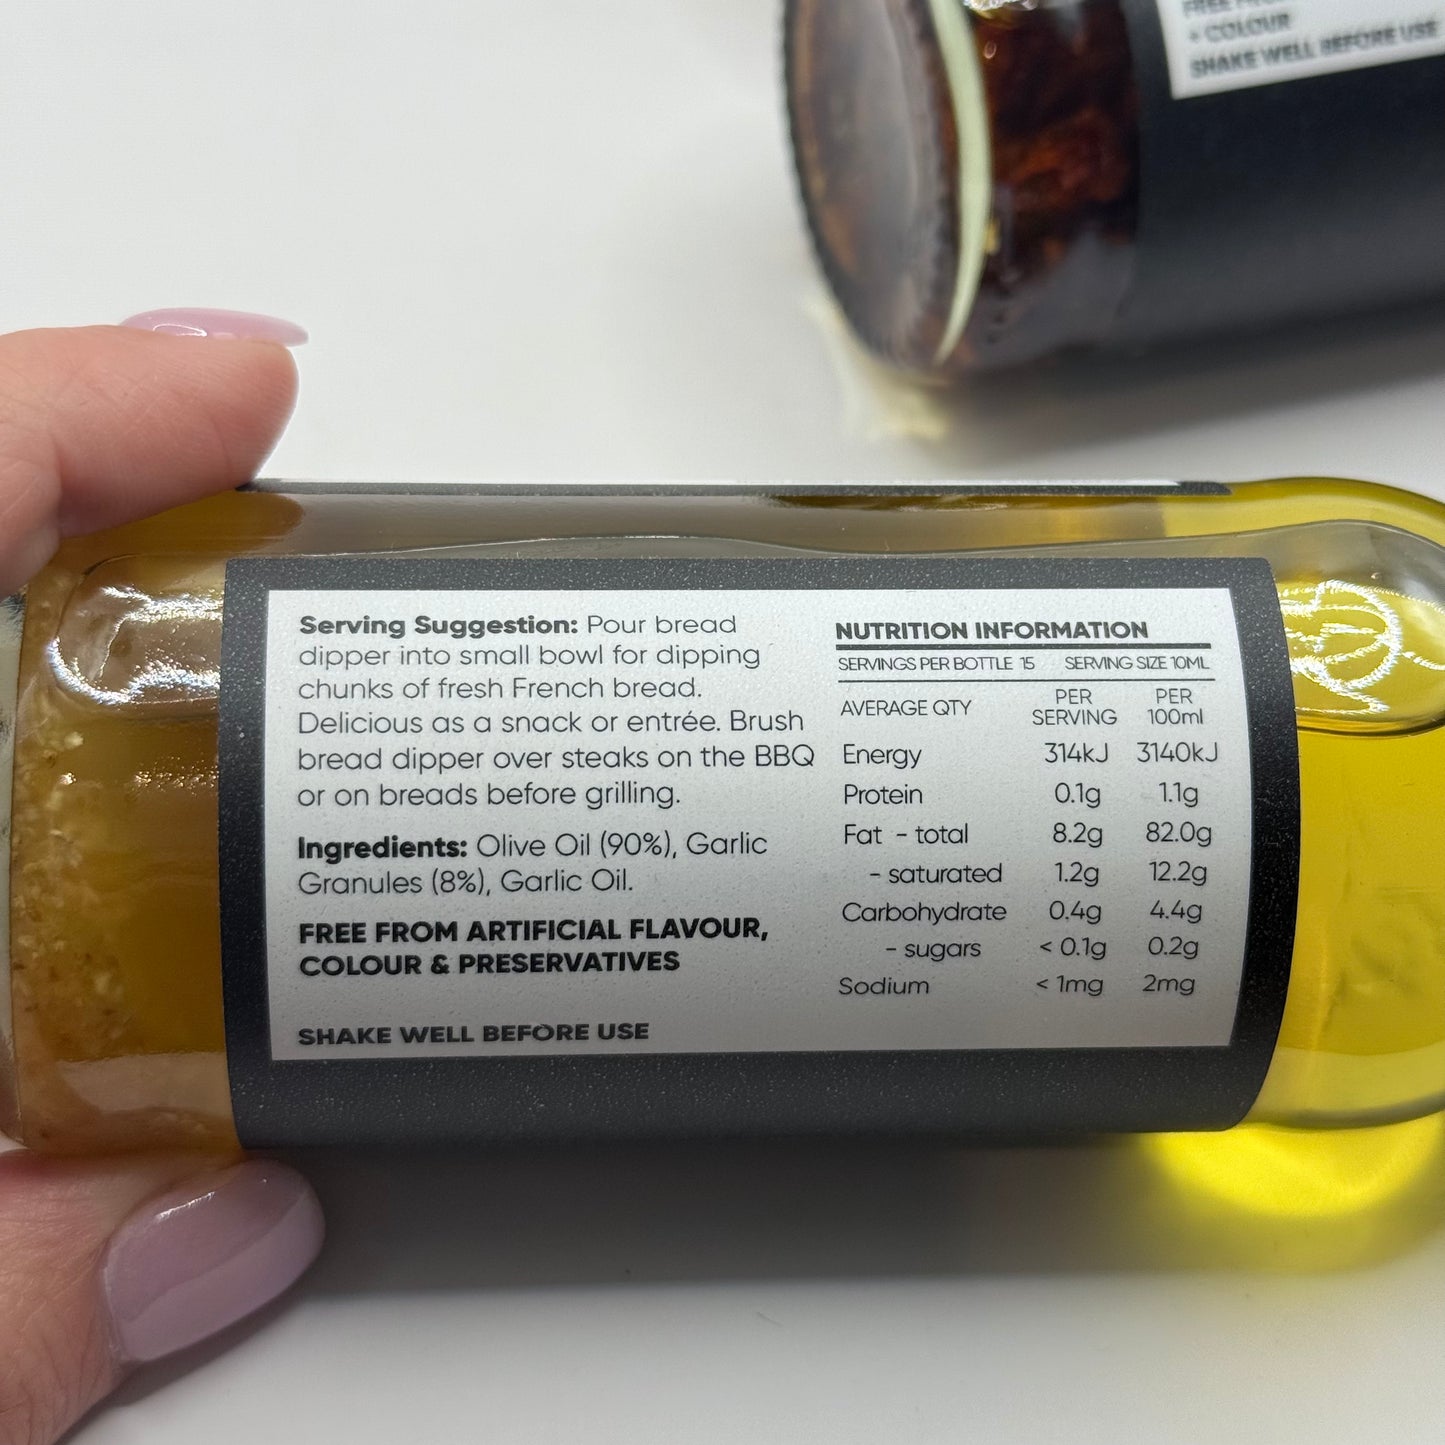 + COLOUR
SHAKE WELL BEFORE USE
Serving Suggestion: Pour bread
dipper into small bowl for dipping
chunks of fresh French bread.
Delicious as a snack or entrée. Brush
bread dipper over steaks on the BBQ
or on breads before grilling.
Ingredients: Olive Oil (90%), Garlic
Granules (8%), Garlic Oil.
FREE FROM ARTIFICIAL FLAVOUR,
COLOUR & PRESERVATIVES
SHAKE WELL BEFORE USE
NUTRITION INFORMATION
SERVINGS PER BOTTLE 15 SERVING SIZE 10ML
AVERAGE QTY PER SERVING PER 100ml
Energy 314kJ 3140kJ
Protein 0.1g 1.1g
Fat - total 8.2g 82.0g
- saturated 1.2g 12.2g
Carbohydrate 0.4g 4.4g
- sugars < 0.1g 0.2g
Sodium < 1mg 2mg